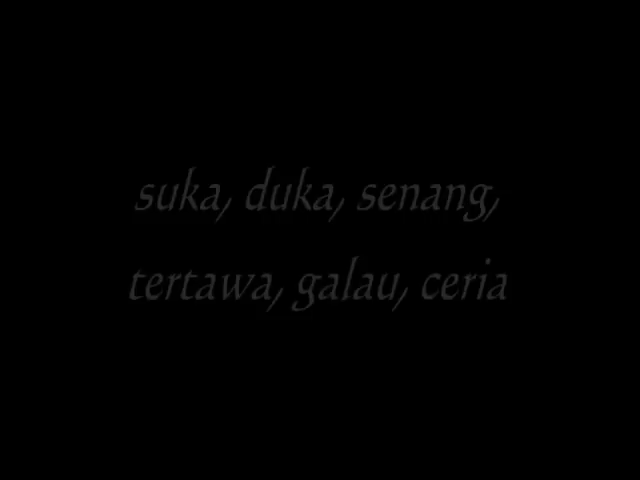 suka, duka, senang,
tertawa, galau, ceria